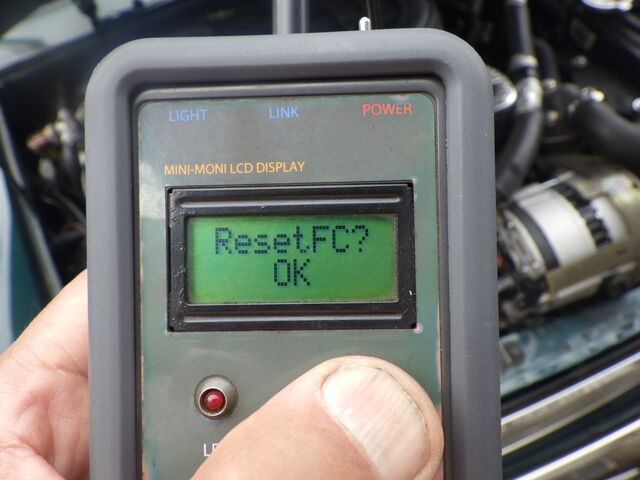 LIGHT LINK POWER
MINI-MONI LCD DISPLAY
ResetFC?
OK